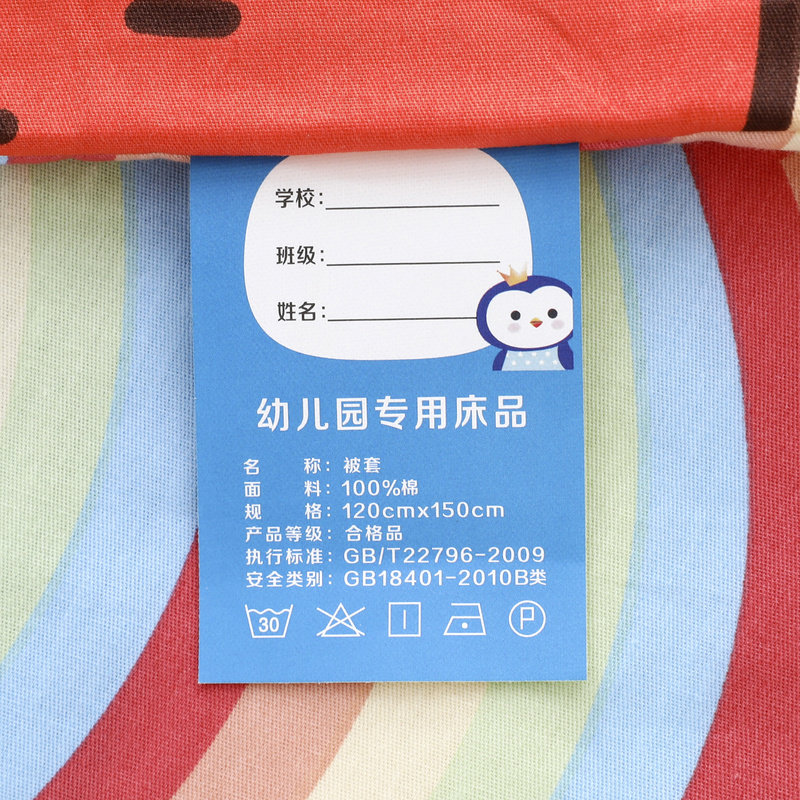 学校:
班级:
姓名:
幼儿园专用床品
名 称: 被套
面 料: 100%棉
规 格: 120cmx150cm
产品等级: 合格品
执行标准: GB/T22796-2009
安全类别: GB18401-2010B类
30 P